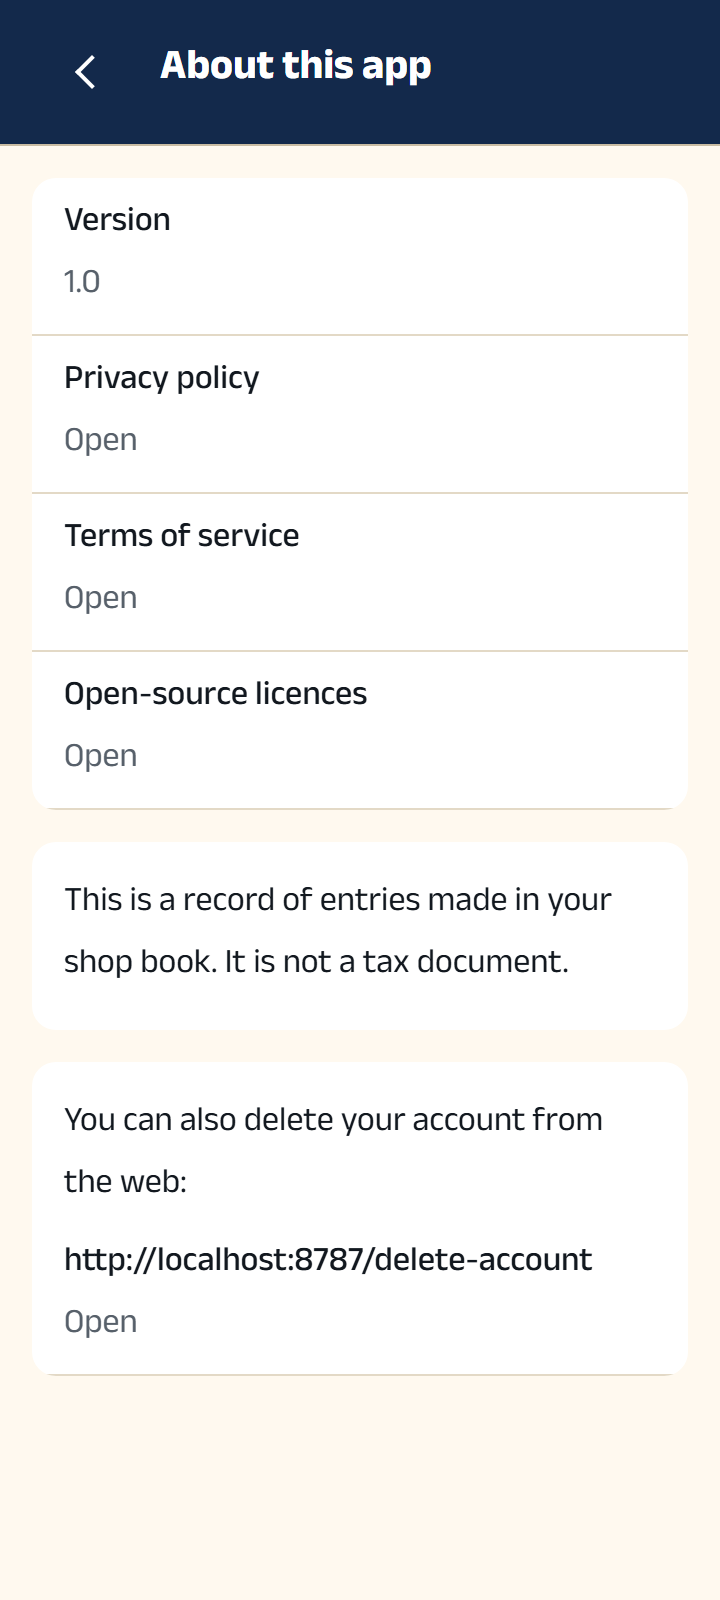 About this app
Version
1.0
Privacy policy
Open
Terms of service
Open
Open-source licences
Open
This is a record of entries made in your
shop book. It is not a tax document.
You can also delete your account from
the web:
http://localhost:8787/delete-account
Open